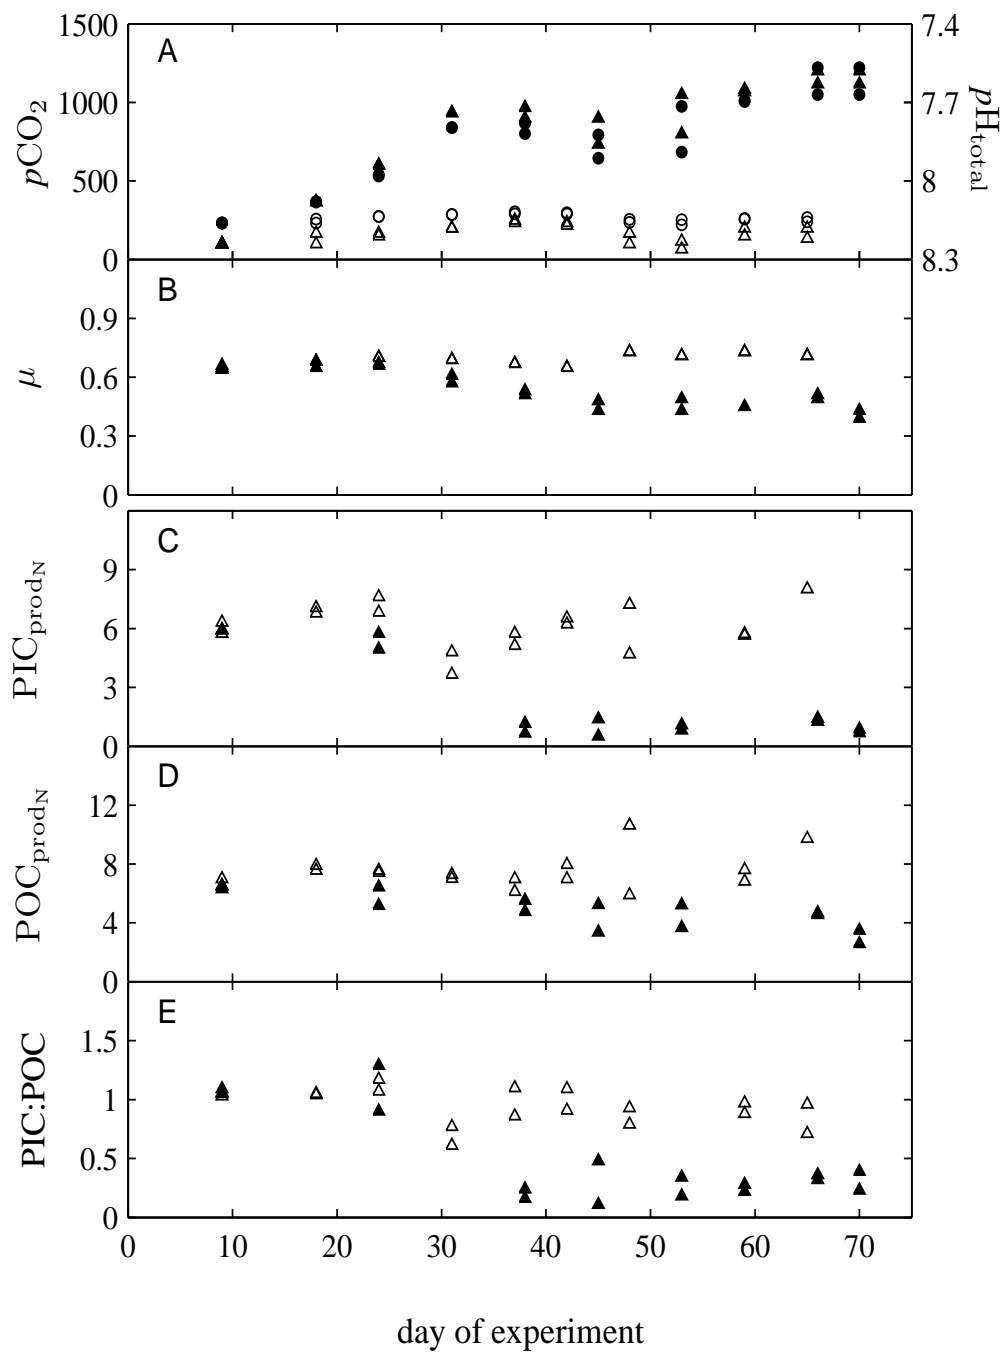 A
1500
1000
500
0
pCO2
7.4
7.7
8
8.3
pHtotal
B
0.9
0.6
0.3
0
μ
C
9
6
3
0
PICprodN
D
12
8
4
0
POCprodN
E
1.5
1
0.5
0
PIC:POC
0 10 20 30 40 50 60 70
day of experiment